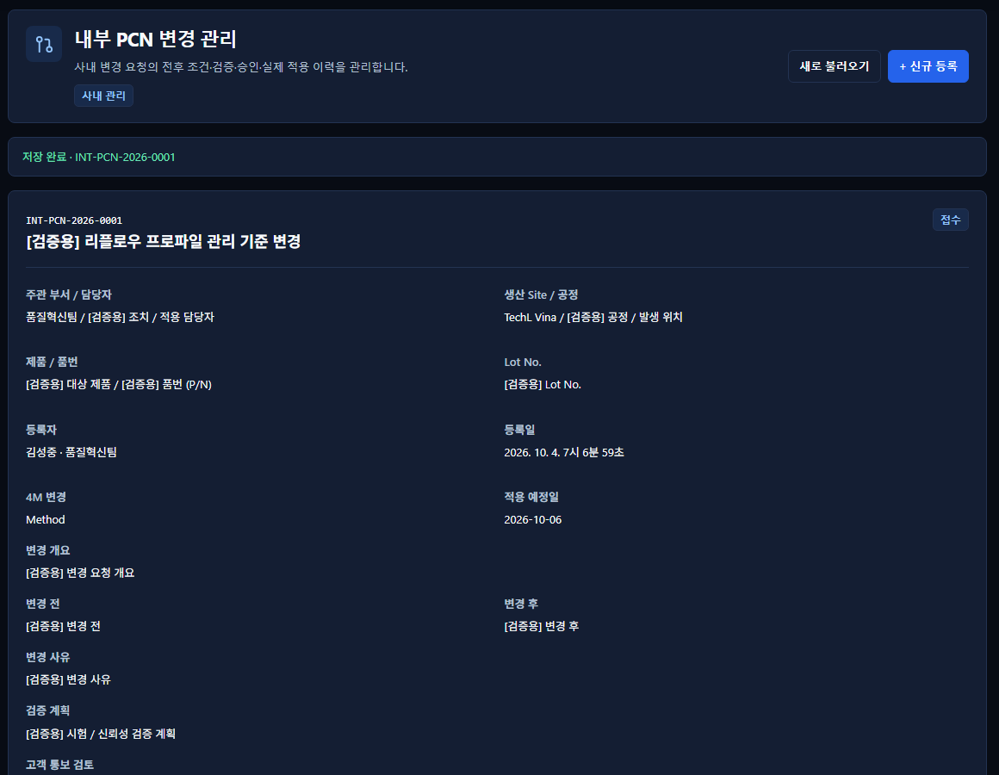 내부 PCN 변경 관리
사내 변경 요청의 전후 조건·검증·승인·실제 적용 이력을 관리합니다.
사내 관리
새로 불러오기
+ 신규 등록
저장 완료 · INT-PCN-2026-0001
INT-PCN-2026-0001
[검증용] 리플로우 프로파일 관리 기준 변경
접수
주관 부서 / 담당자
품질혁신팀 / [검증용] 조치 / 적용 담당자
생산 Site / 공정
TechL Vina / [검증용] 공정 / 발생 위치
제품 / 품번
[검증용] 대상 제품 / [검증용] 품번 (P/N)
Lot No.
[검증용] Lot No.
등록자
김성중 · 품질혁신팀
등록일
2026. 10. 4. 7시 6분 59초
4M 변경
Method
적용 예정일
2026-10-06
변경 개요
[검증용] 변경 요청 개요
변경 전
[검증용] 변경 전
변경 후
[검증용] 변경 후
변경 사유
[검증용] 변경 사유
검증 계획
[검증용] 시험 / 신뢰성 검증 계획
고객 통보 검토